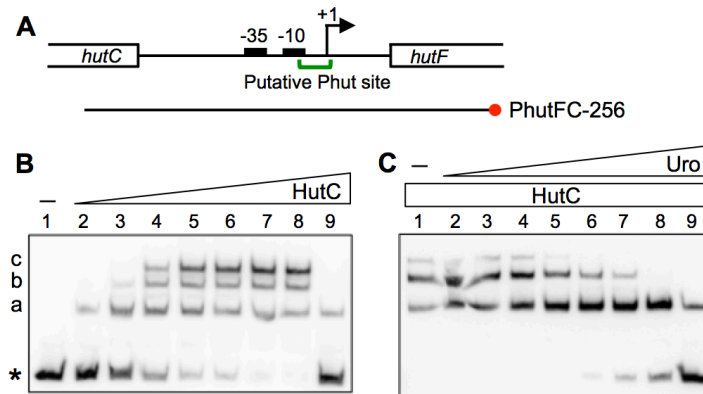 A
-35 -10 +1
hutC hutF
Putative Phut site
PhutFC-256
B
– HutC
1 2 3 4 5 6 7 8 9
c
b
a
*
C
– Uro
HutC
1 2 3 4 5 6 7 8 9